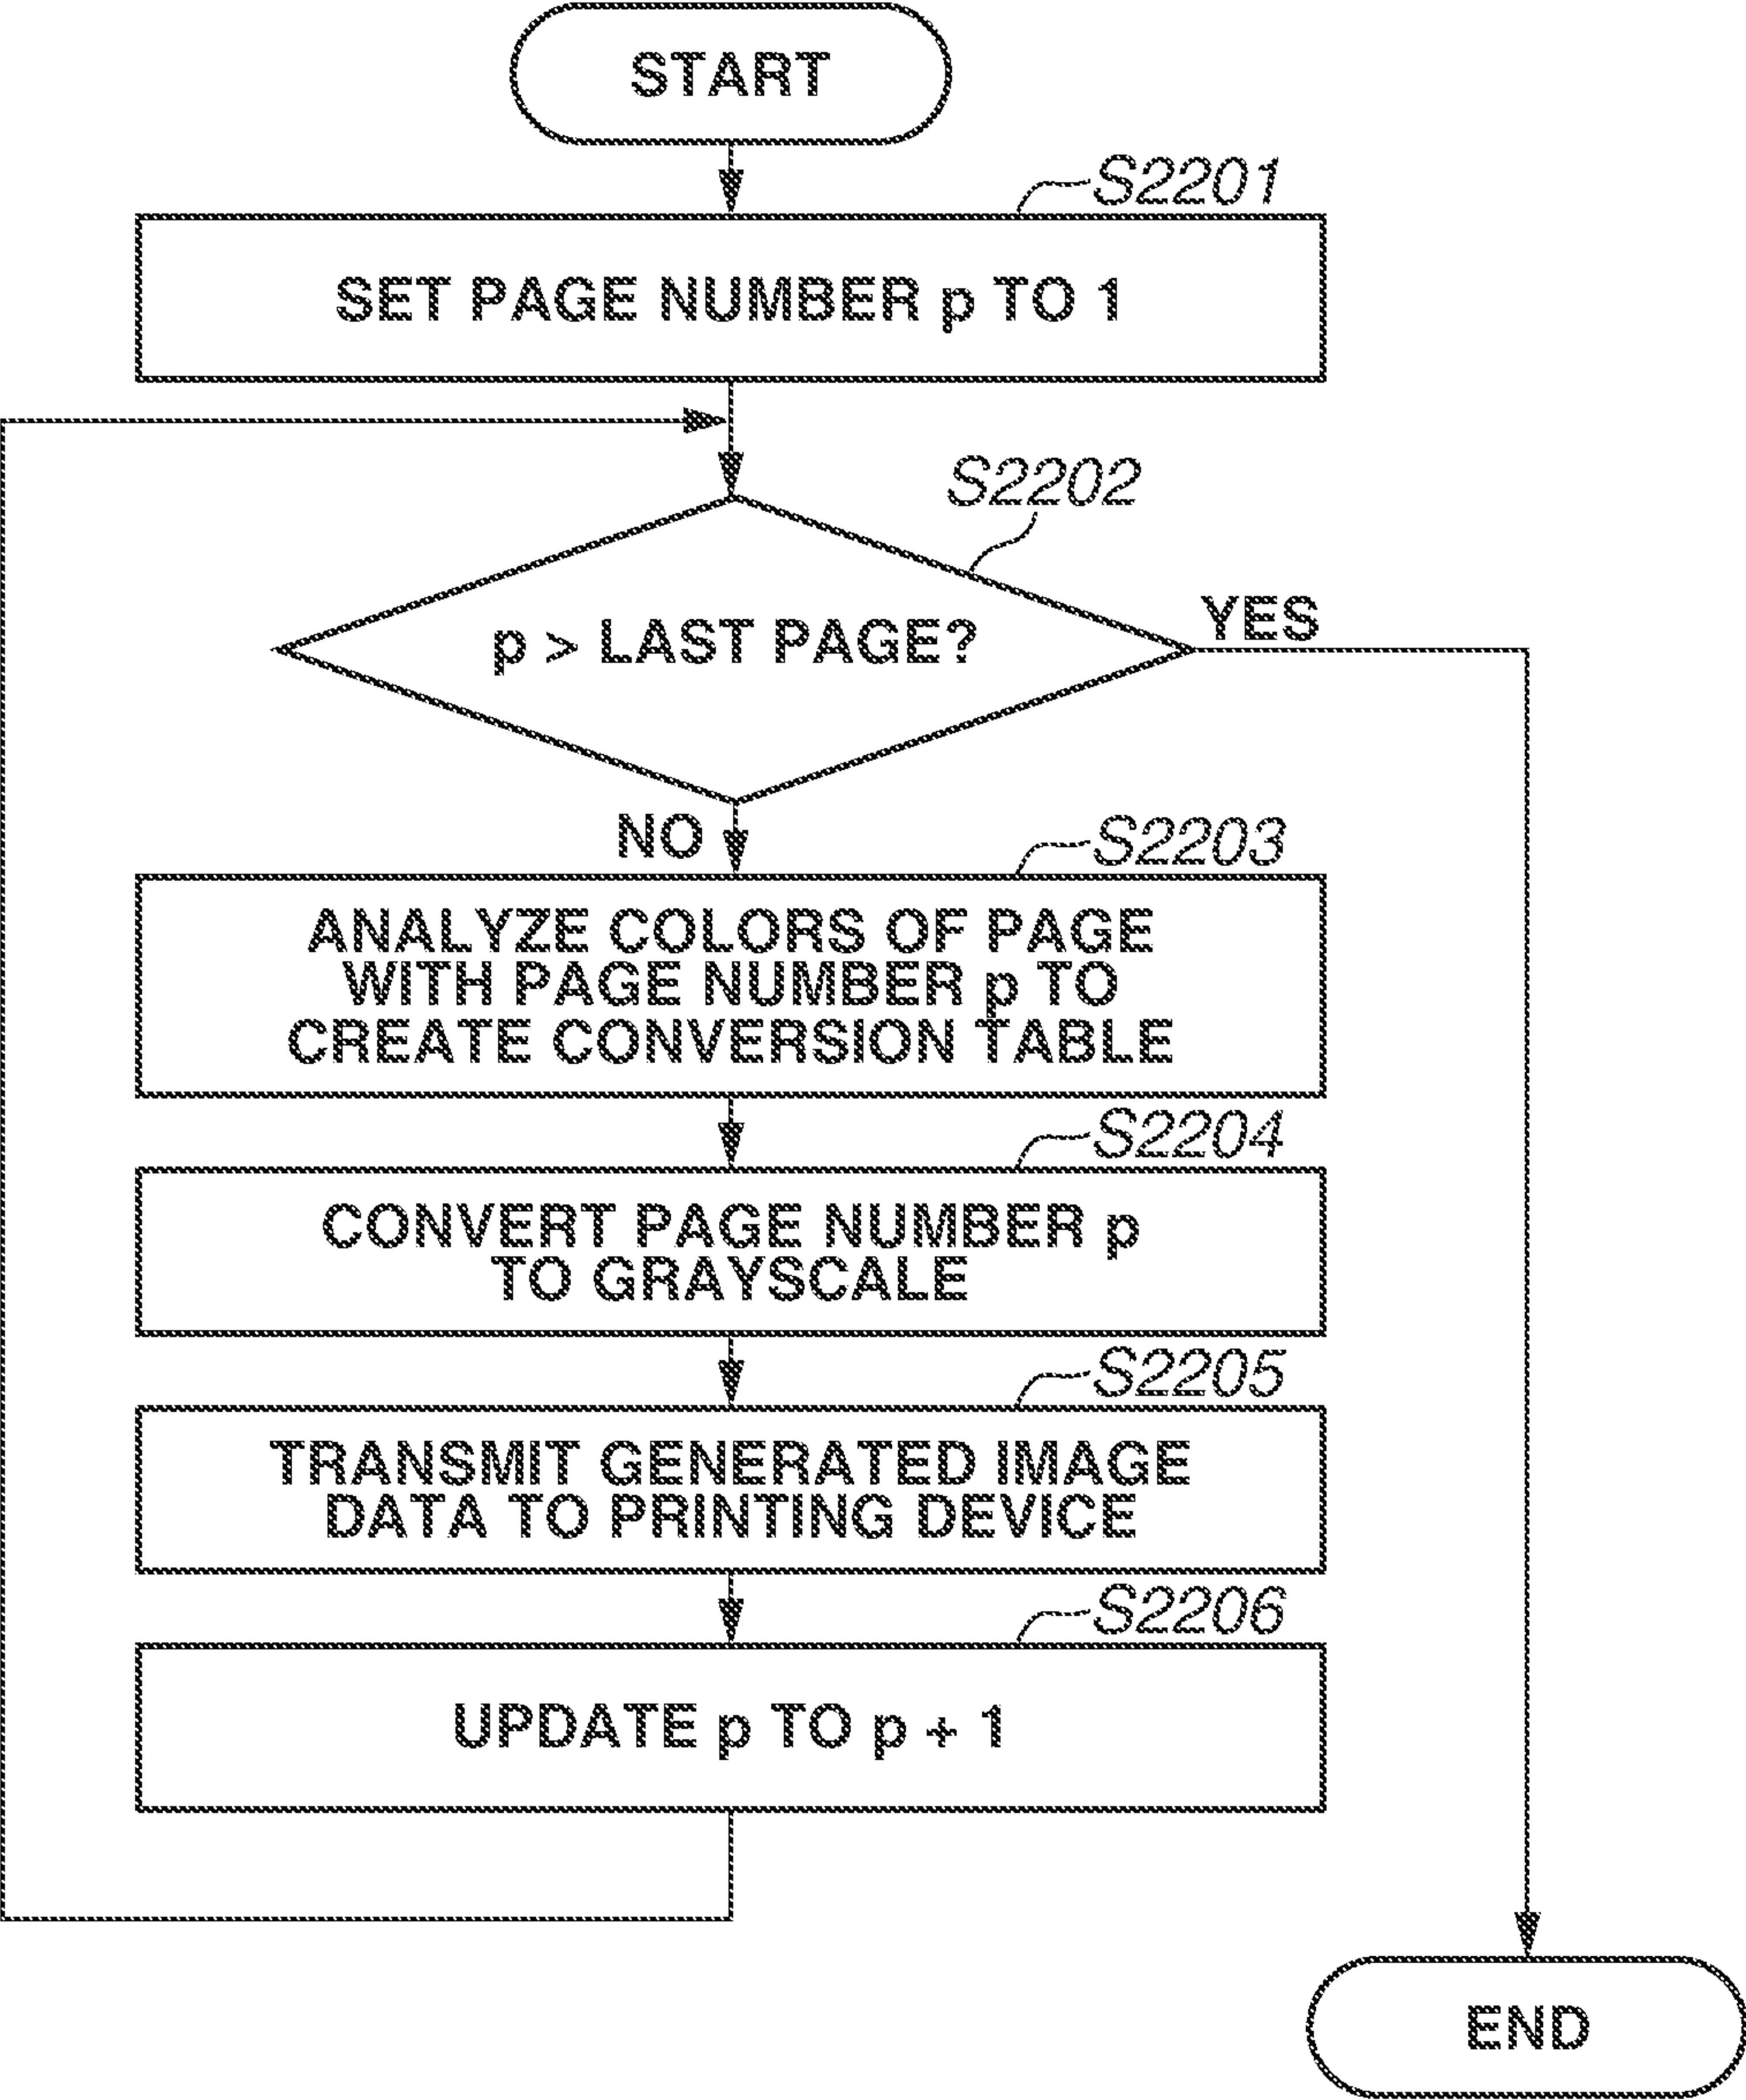 START
S2201
SET PAGE NUMBER p TO 1
S2202
p > LAST PAGE?
YES
NO
S2203
ANALYZE COLORS OF PAGE
WITH PAGE NUMBER p TO
CREATE CONVERSION TABLE
S2204
CONVERT PAGE NUMBER p
TO GRAYSCALE
S2205
TRANSMIT GENERATED IMAGE
DATA TO PRINTING DEVICE
S2206
UPDATE p TO p + 1
END